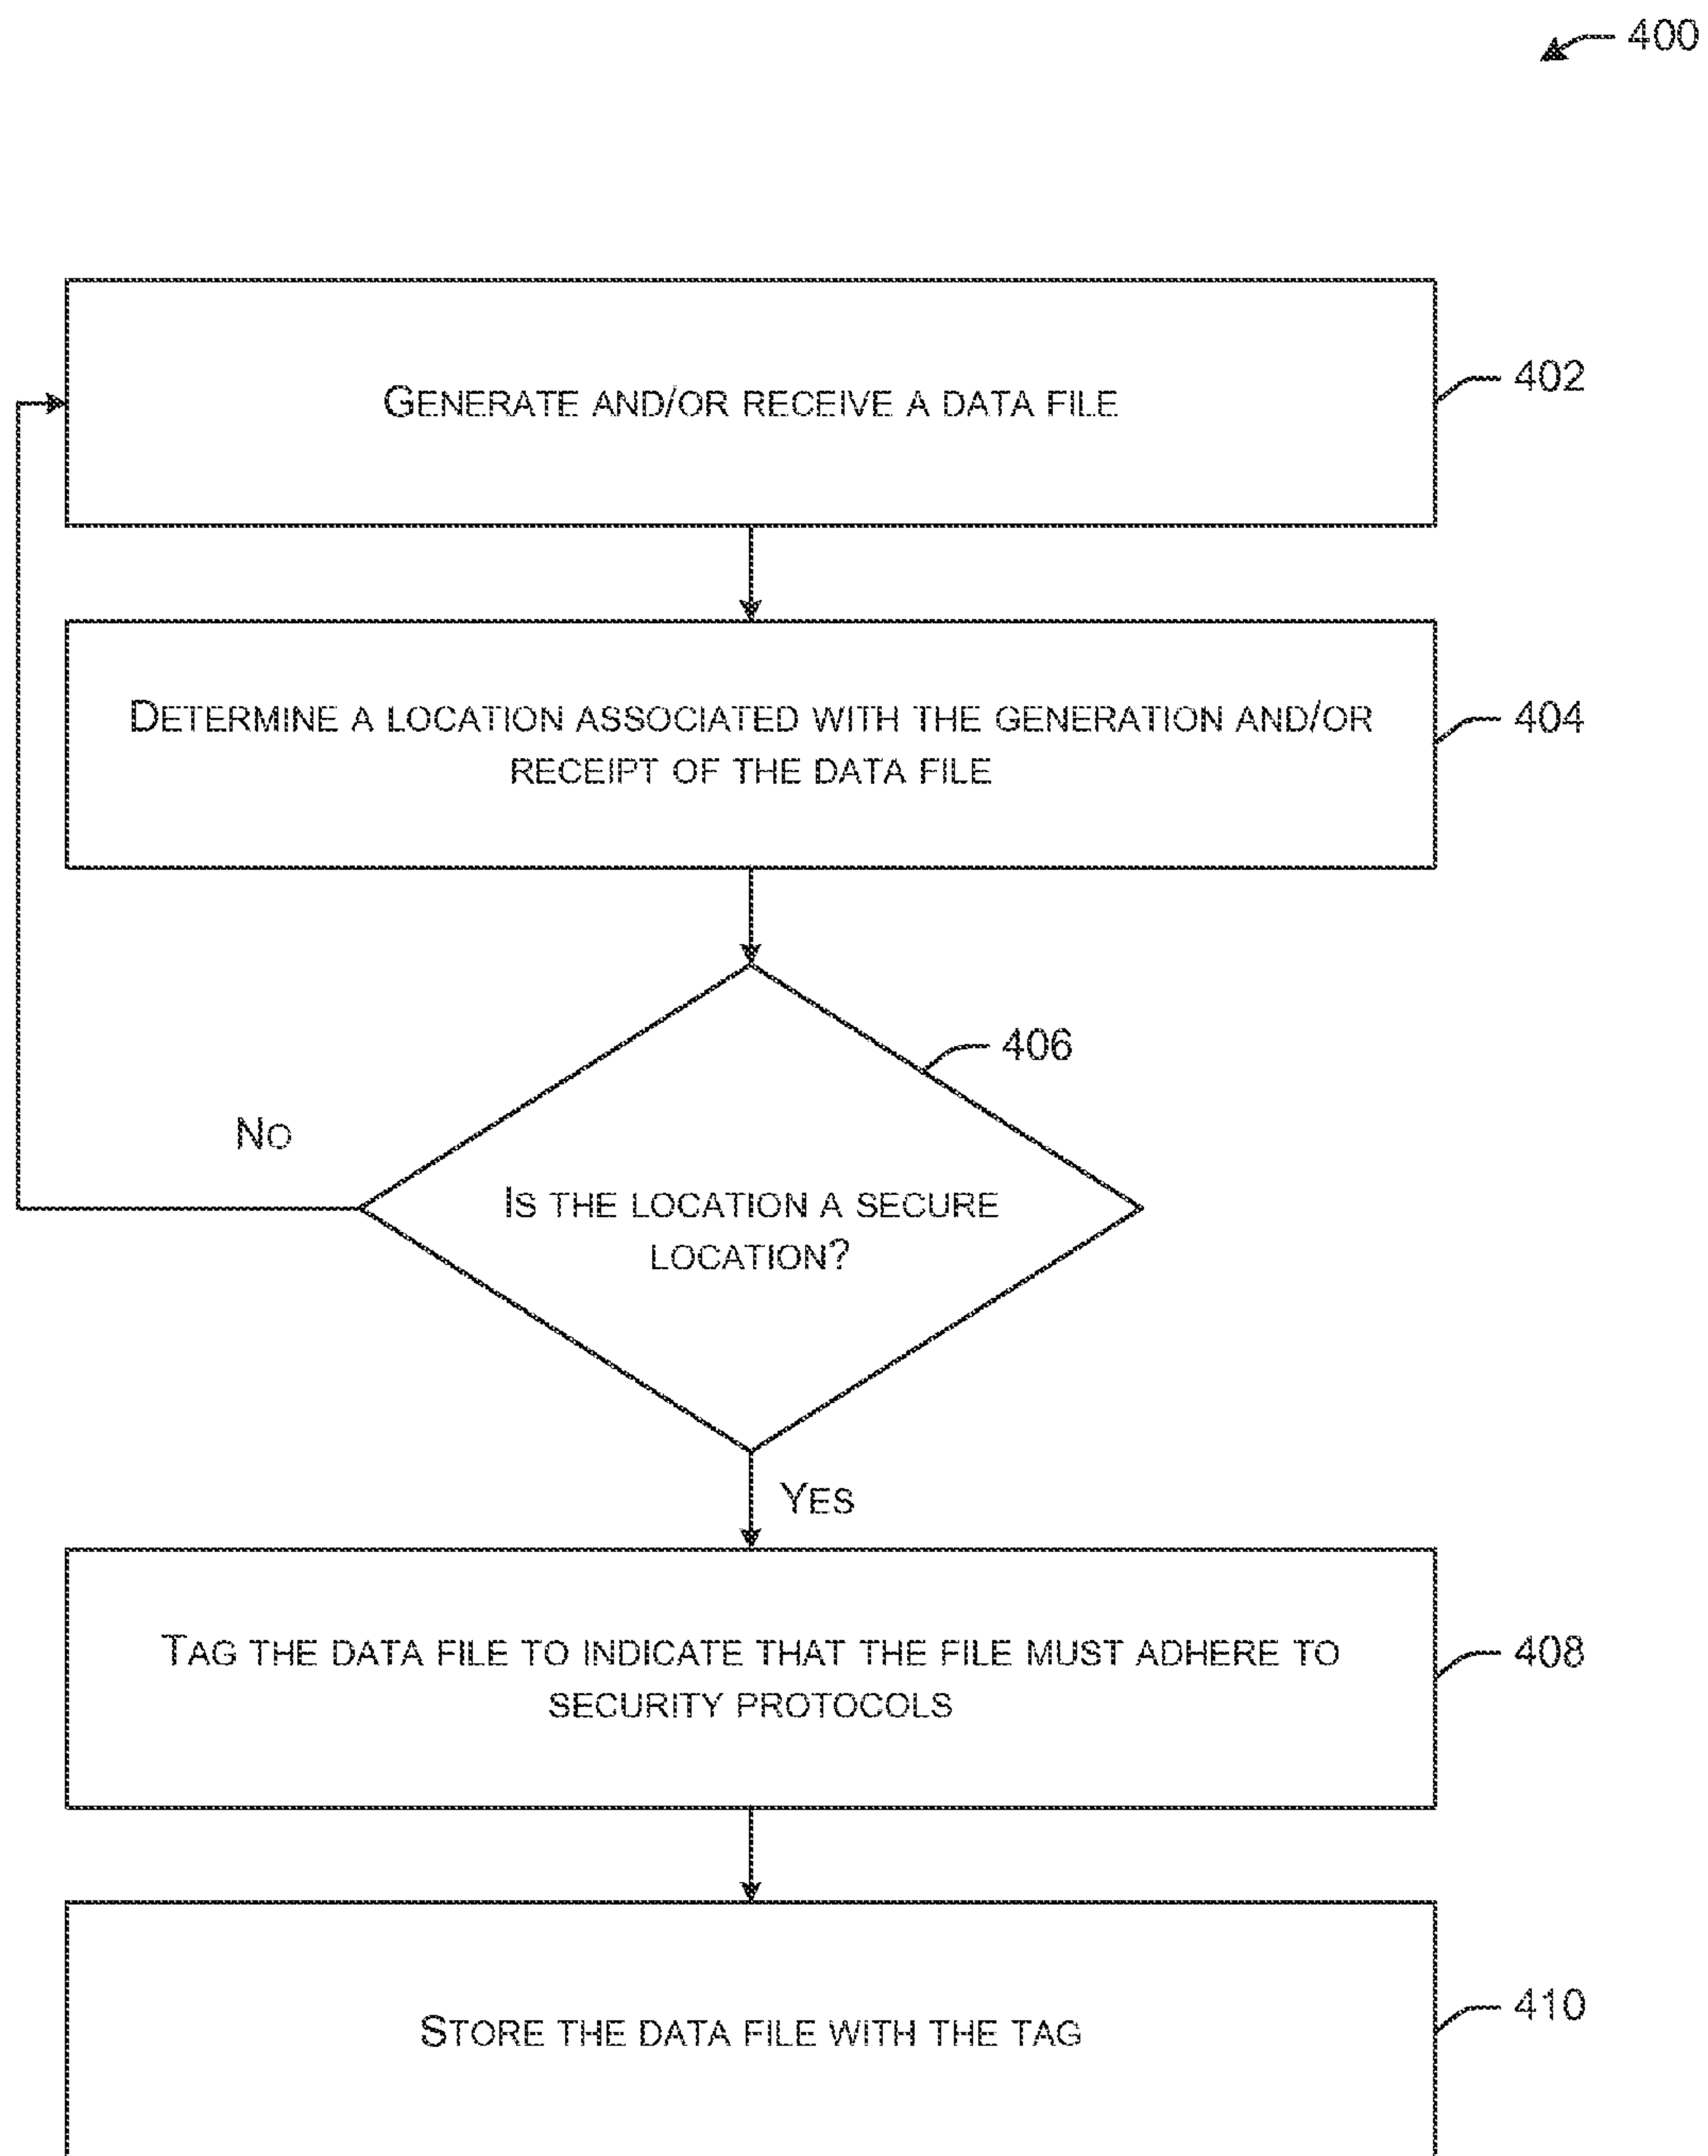 400
GENERATE AND/OR RECEIVE A DATA FILE
402
DETERMINE A LOCATION ASSOCIATED WITH THE GENERATION AND/OR
RECEIPT OF THE DATA FILE
404
406
NO
IS THE LOCATION A SECURE
LOCATION?
YES
TAG THE DATA FILE TO INDICATE THAT THE FILE MUST ADHERE TO
SECURITY PROTOCOLS
408
STORE THE DATA FILE WITH THE TAG
410